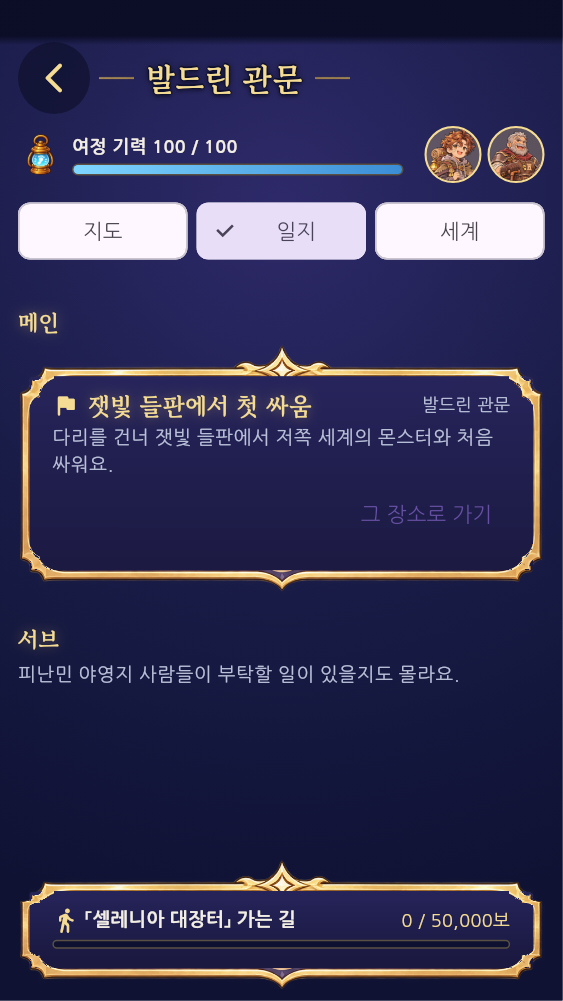 발드린 관문
여정 기력 100 / 100
지도
일지
세계
메인
잿빛 들판에서 첫 싸움
발드린 관문
다리를 건너 잿빛 들판에서 저쪽 세계의 몬스터와 처음
싸워요.
그 장소로 가기
서브
피난민 야영지 사람들이 부탁할 일이 있을지도 몰라요.
「셀레니아 대장터」 가는 길
0 / 50,000보